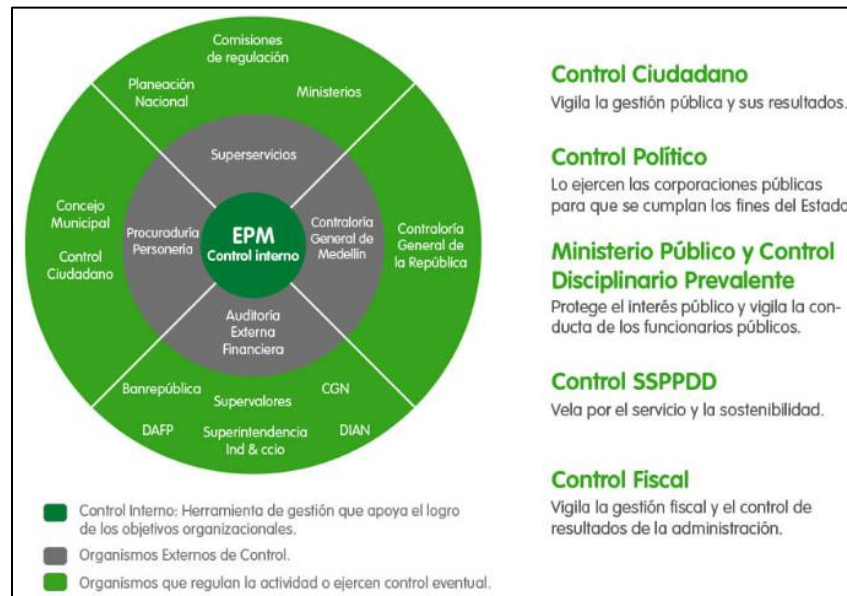 Comisiones
de regulación
Planeación
Nacional
Ministerios
Superservicios
Concejo
Municipal
Control
Ciudadano
Procuraduría
Personería
EPM
Control interno
Contraloría
General de
Medellín
Contraloría
General de
la República
Auditoría
Externa
Financiera
Banrepública
Supervalores
CGN
DAFP
Superintendencia
Ind & ccio
DIAN
Control Interno: Herramienta de gestión que apoya el logro
de los objetivos organizacionales.
Organismos Externos de Control.
Organismos que regulan la actividad o ejercen control eventual.
Control Ciudadano
Vigila la gestión pública y sus resultados.
Control Político
Lo ejercen las corporaciones públicas
para que se cumplan los fines del Estado
Ministerio Público y Control
Disciplinario Prevalente
Protege el interés público y vigila la con-
ducta de los funcionarios públicos.
Control SSPPDD
Vela por el servicio y la sostenibilidad.
Control Fiscal
Vigila la gestión fiscal y el control de
resultados de la administración.